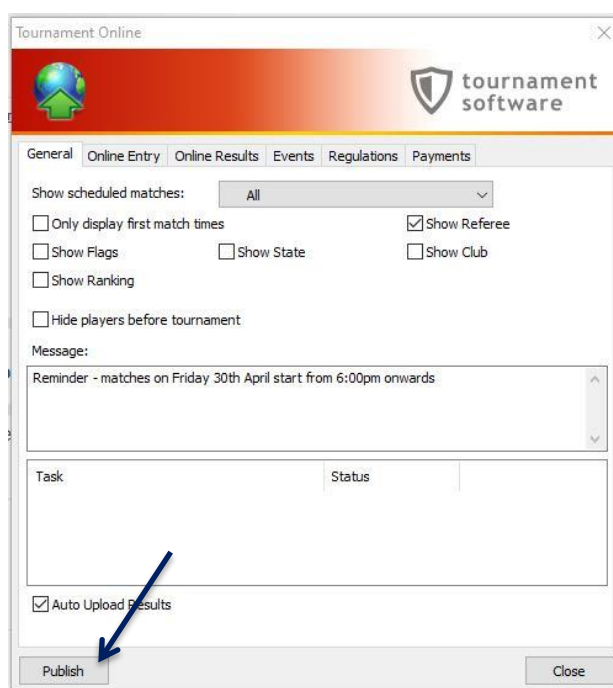 Tournament Online
tournament
software
General Online Entry Online Results Events Regulations Payments
Show scheduled matches: All
Only display first match times Show Referee
Show Flags Show State Show Club
Show Ranking
Hide players before tournament
Message:
Reminder - matches on Friday 30th April start from 6:00pm onwards
Task Status
Auto Upload Results
Publish Close